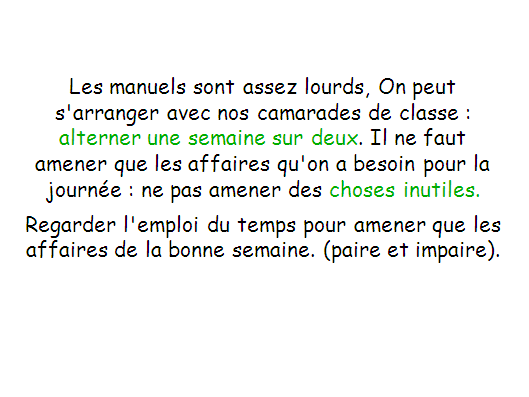 Les manuels sont assez lourds, On peut
s'arranger avec nos camarades de classe :
alterner une semaine sur deux. Il ne faut
amener que les affaires qu'on a besoin pour la
journée : ne pas amener des choses inutiles.
Regarder l'emploi du temps pour amener que les
affaires de la bonne semaine. (paire et impaire).